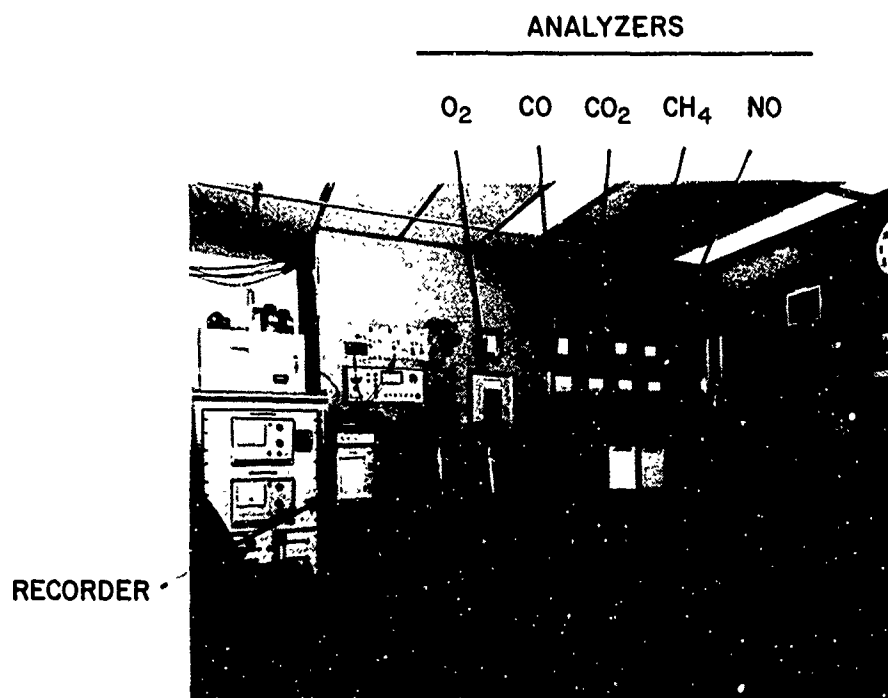 ANALYZERS
O₂ CO CO₂ CH₄ NO
RECORDER